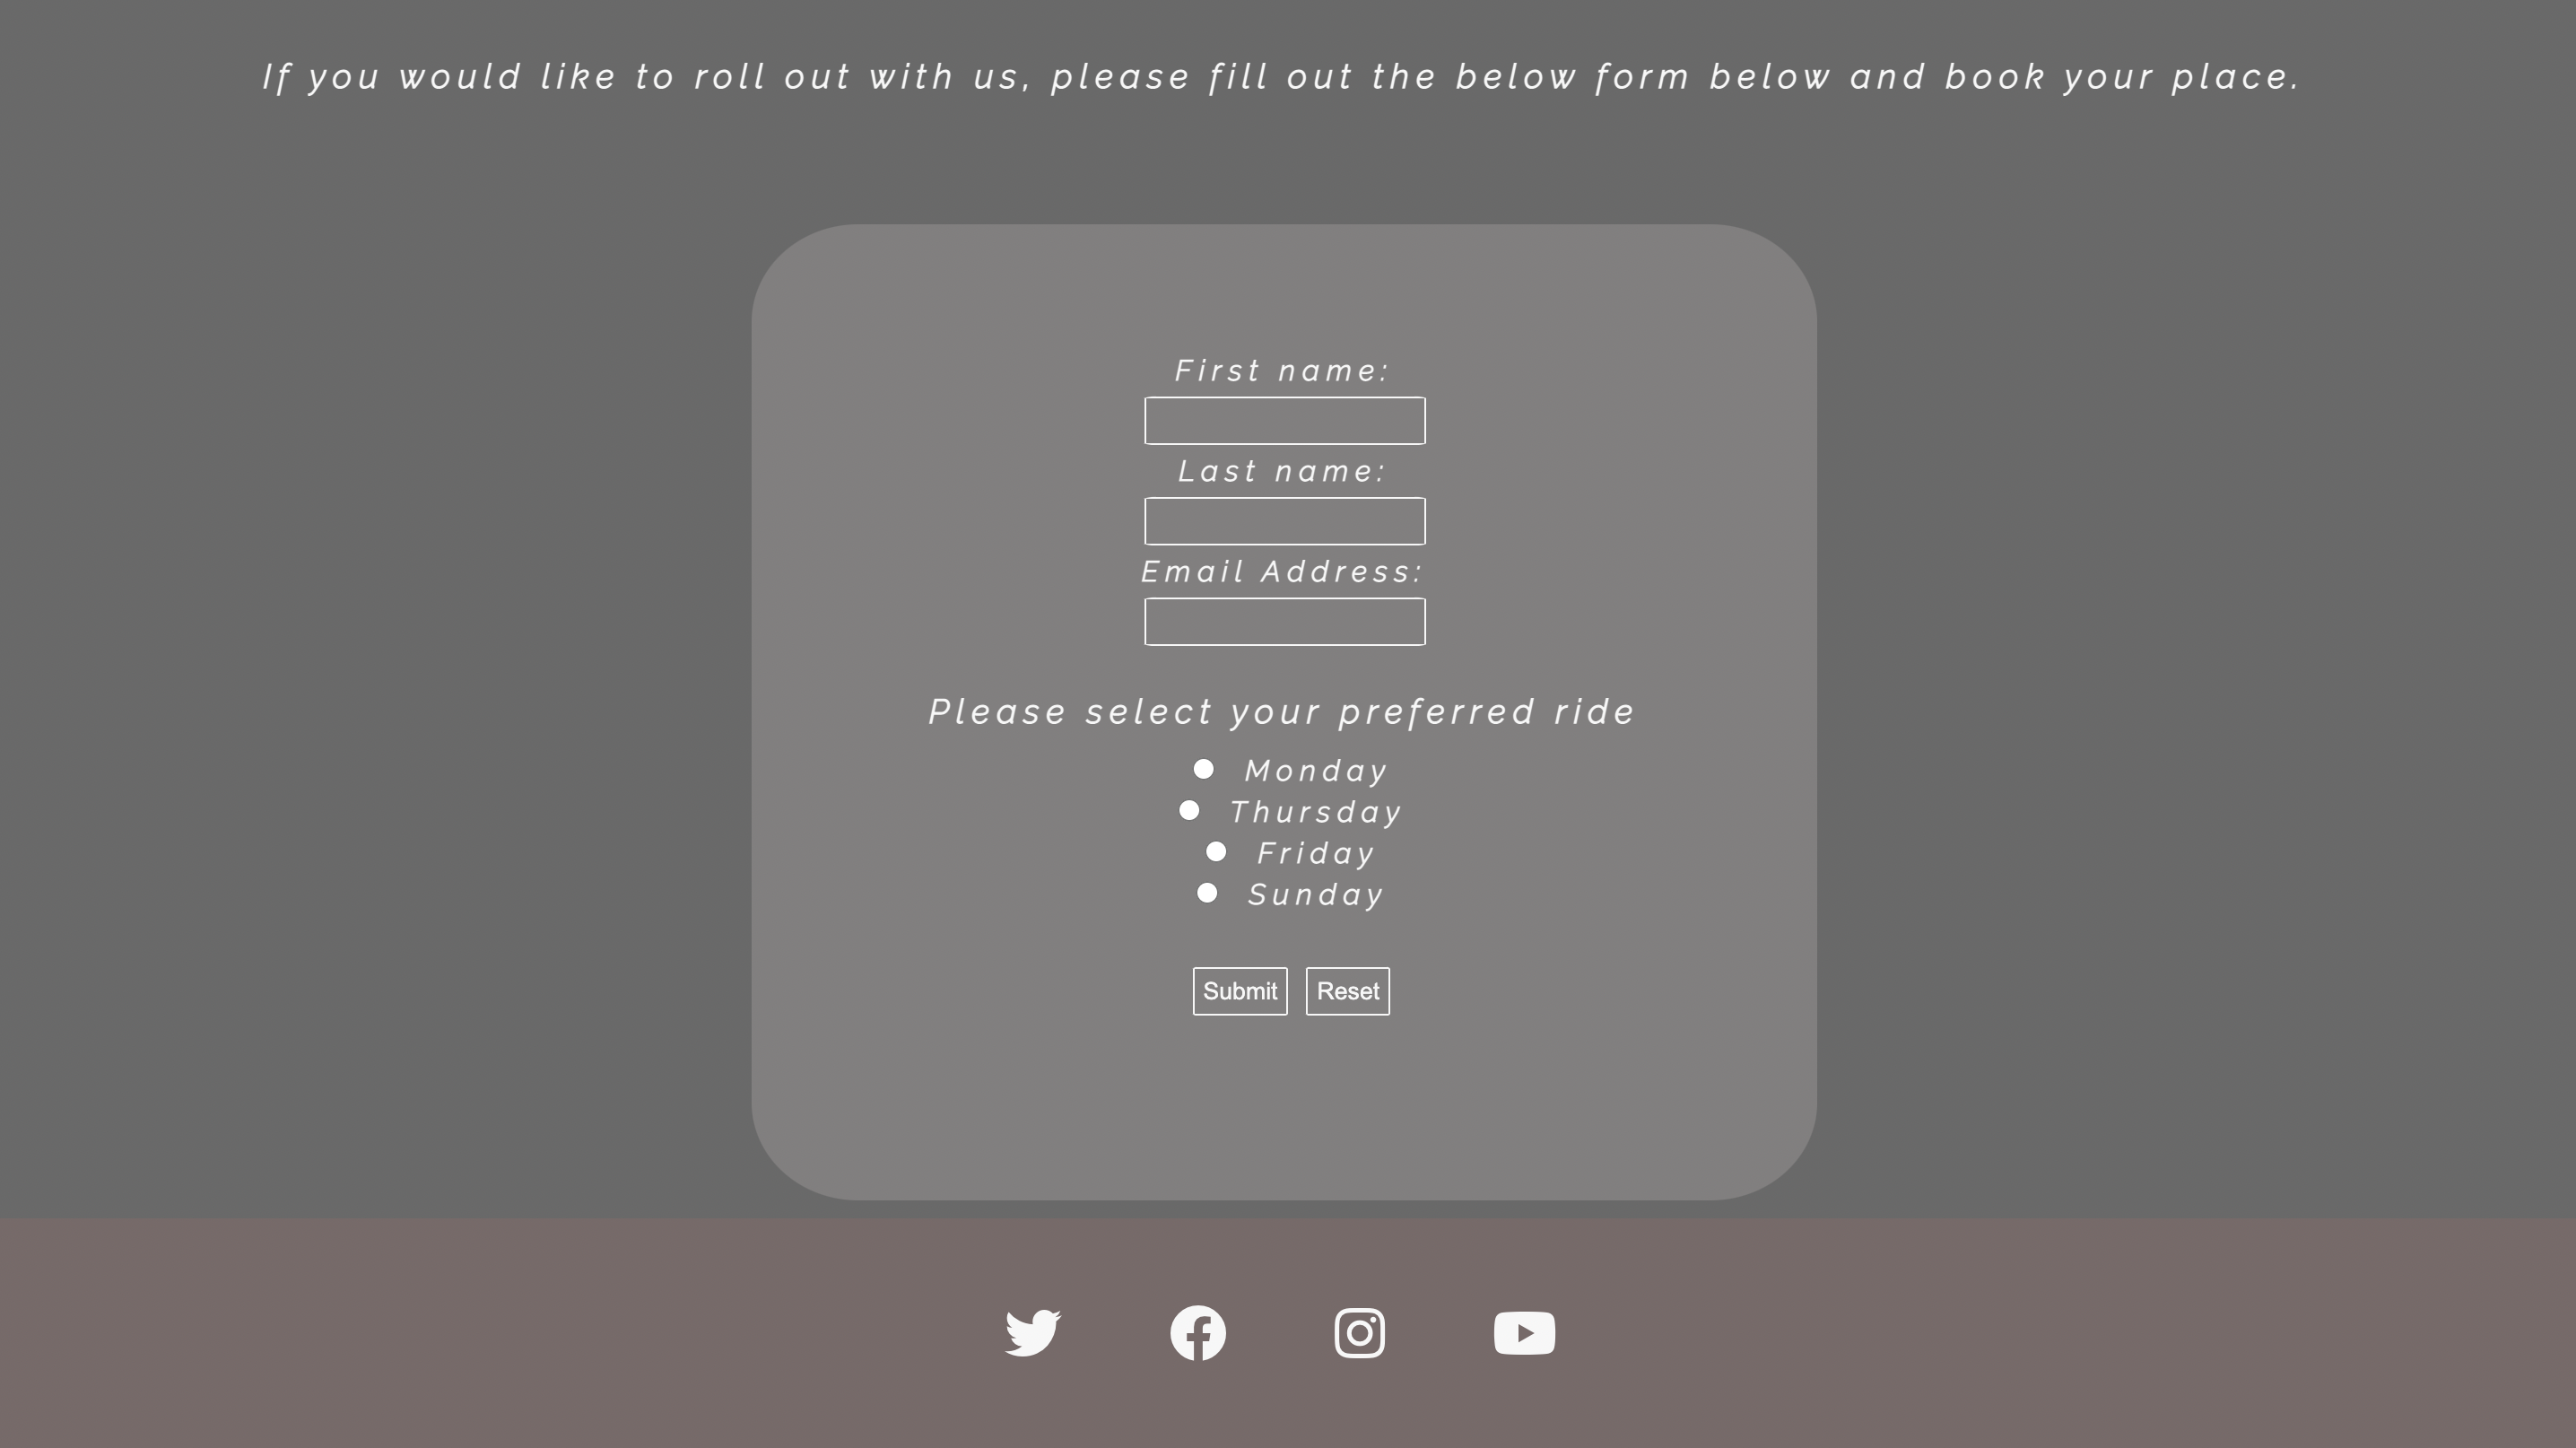 If you would like to roll out with us, please fill out the below form below and book your place.
First name:
Last name:
Email Address:
Please select your preferred ride
Monday
Thursday
Friday
Sunday
Submit Reset